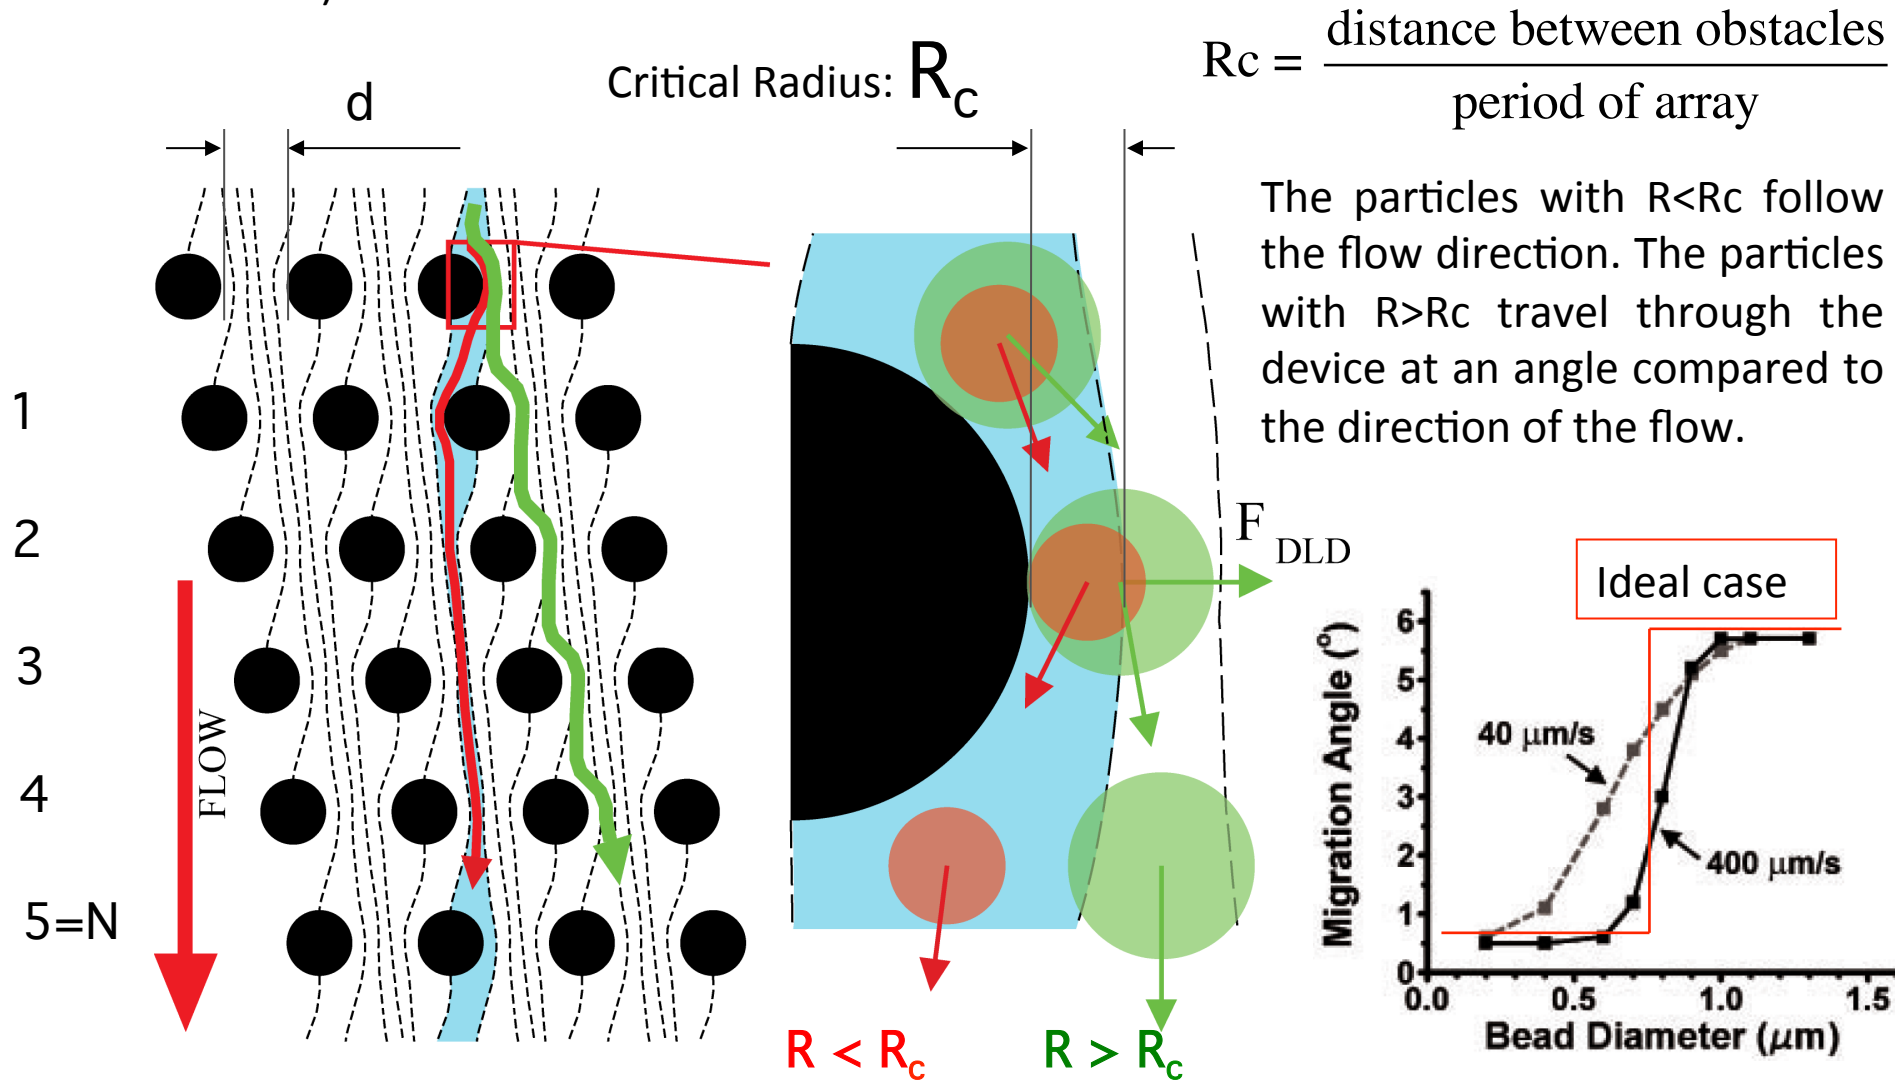 d
Critical Radius: Rc
Rc = distance between obstacles
period of array
The particles with R<Rc follow
the flow direction. The particles
with R>Rc travel through the
device at an angle compared to
the direction of the flow.
1
2
3
4
5=N
FLOW
F DLD
R < Rc
R > Rc
Ideal case
Migration Angle (°)
6
5
4
3
2
1
0
40 μm/s
400 μm/s
0.0 0.5 1.0 1.5
Bead Diameter (μm)